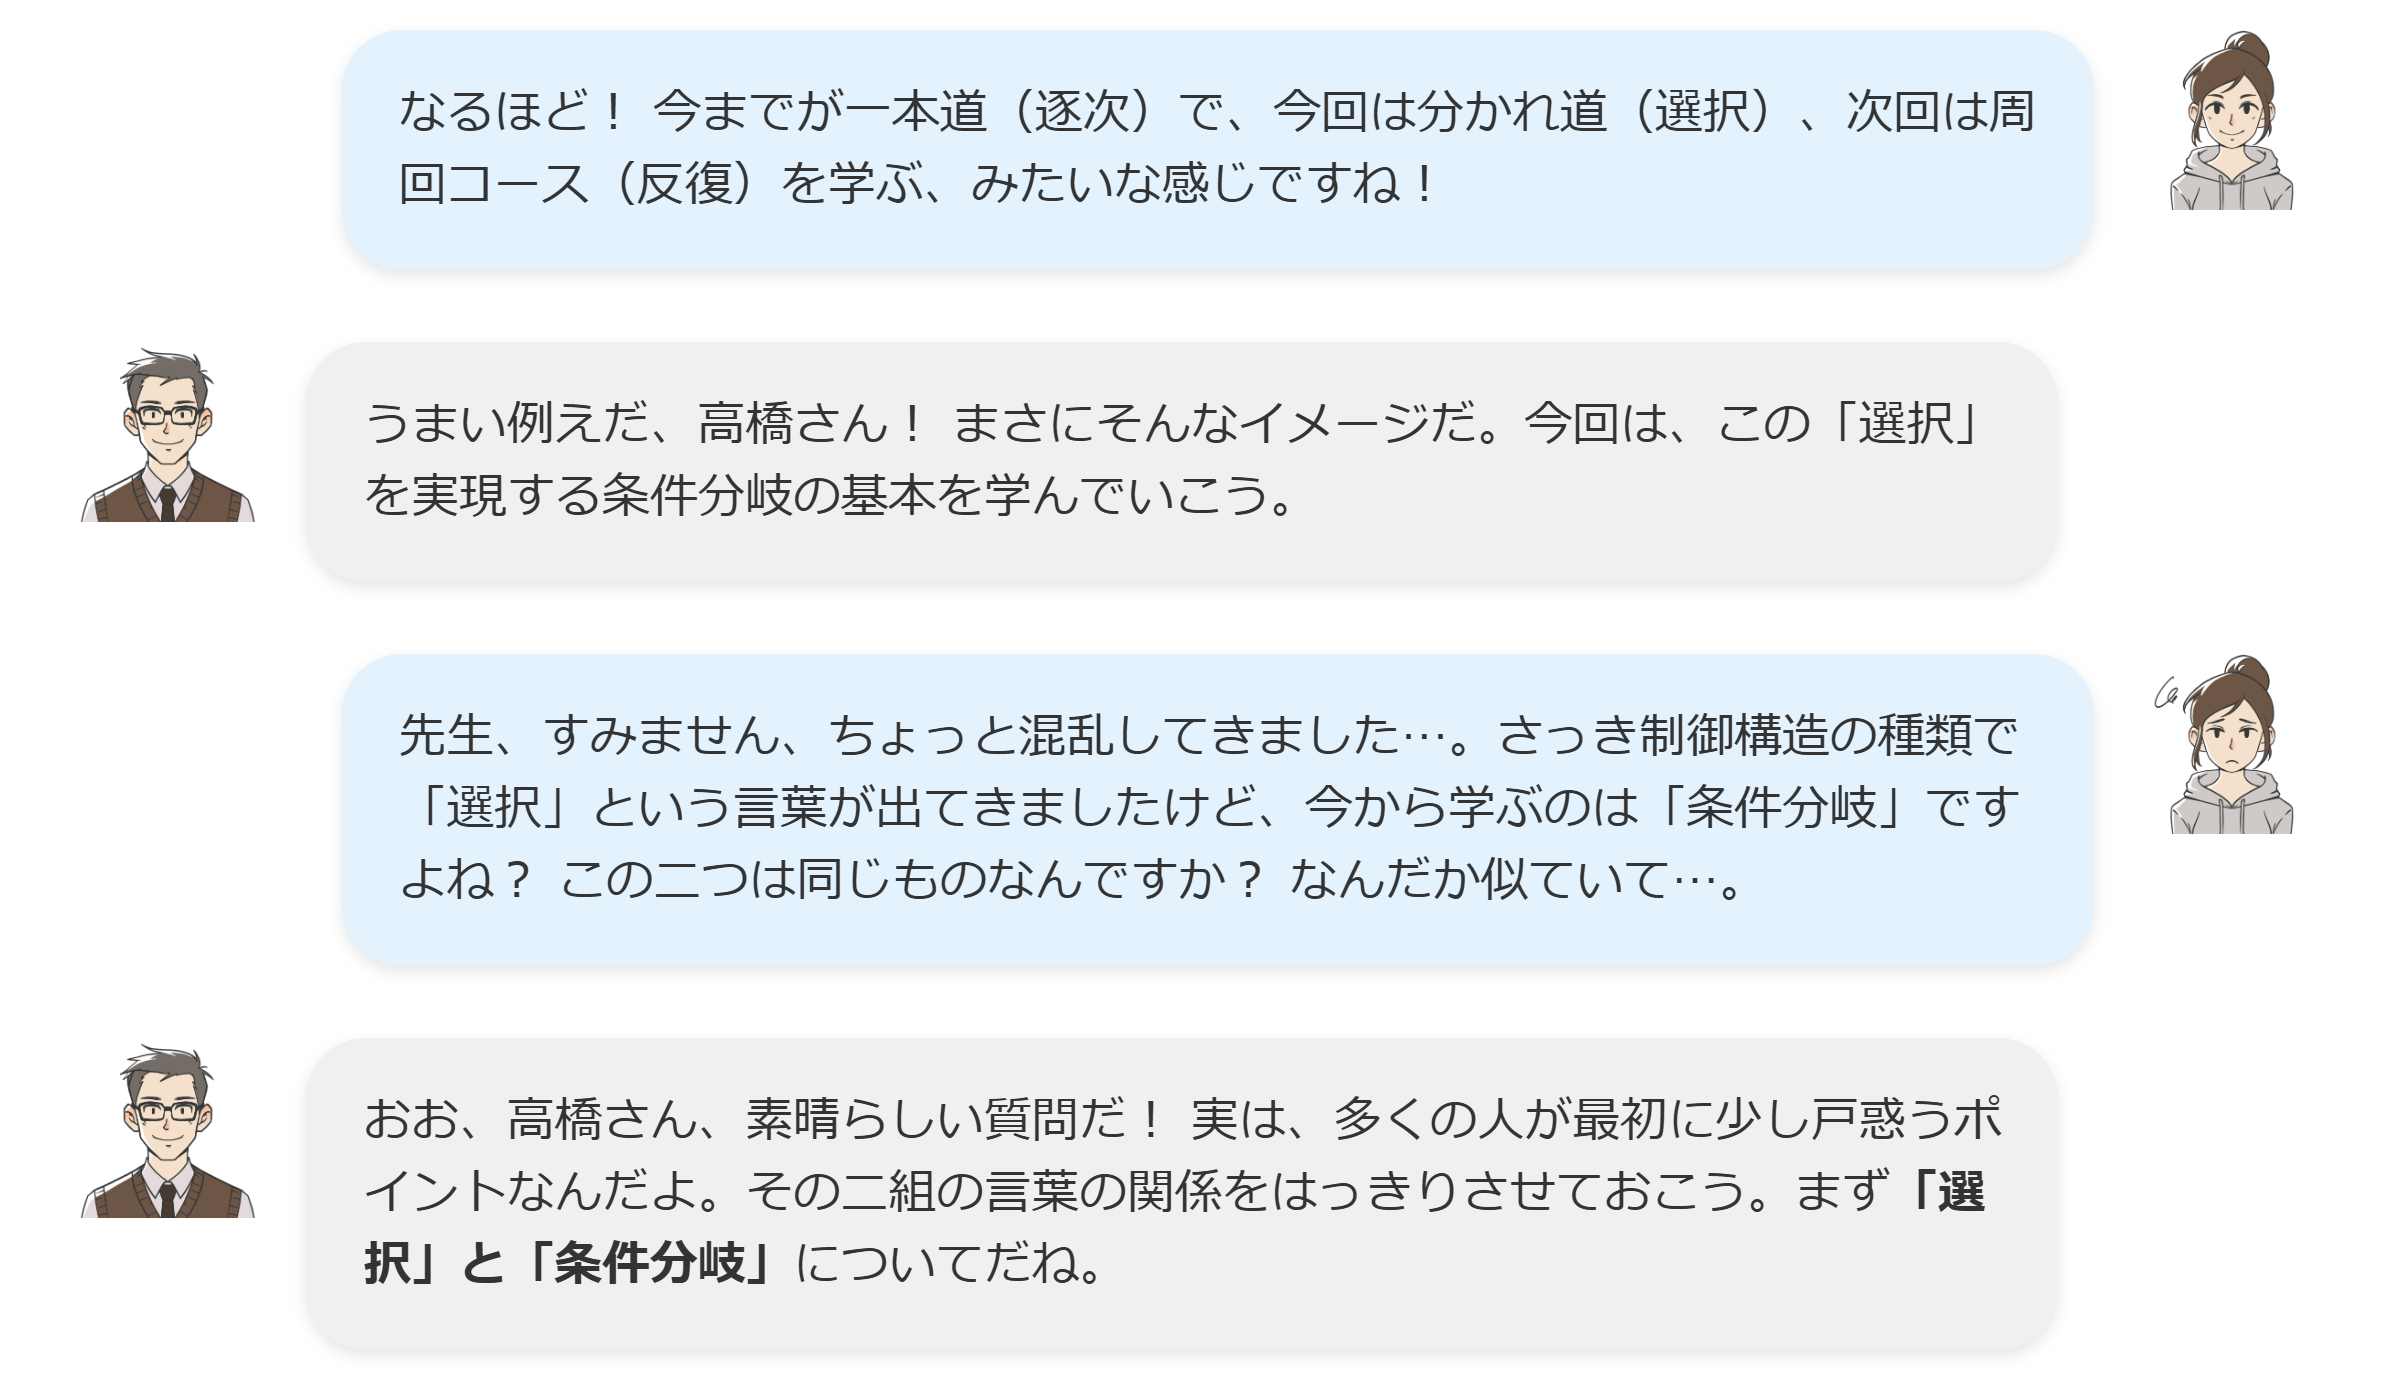 なるほど！ 今までが一本道（逐次）で、今回は分かれ道（選択）、次回は周
回コース（反復）を学ぶ、みたいな感じですね！
うまい例えだ、高橋さん！ まさにそんなイメージだ。今回は、この「選択」
を実現する条件分岐の基本を学んでいこう。
先生、すみません、ちょっと混乱してきました…。さっき制御構造の種類で
「選択」という言葉が出てきましたけど、今から学ぶのは「条件分岐」です
よね？ この二つは同じものなんですか？ なんだか似ていて…。
おお、高橋さん、素晴らしい質問だ！ 実は、多くの人が最初に少し戸惑うポ
イントなんだよ。その二組の言葉の関係をはっきりさせておこう。まず「選
択」と「条件分岐」についてだね。